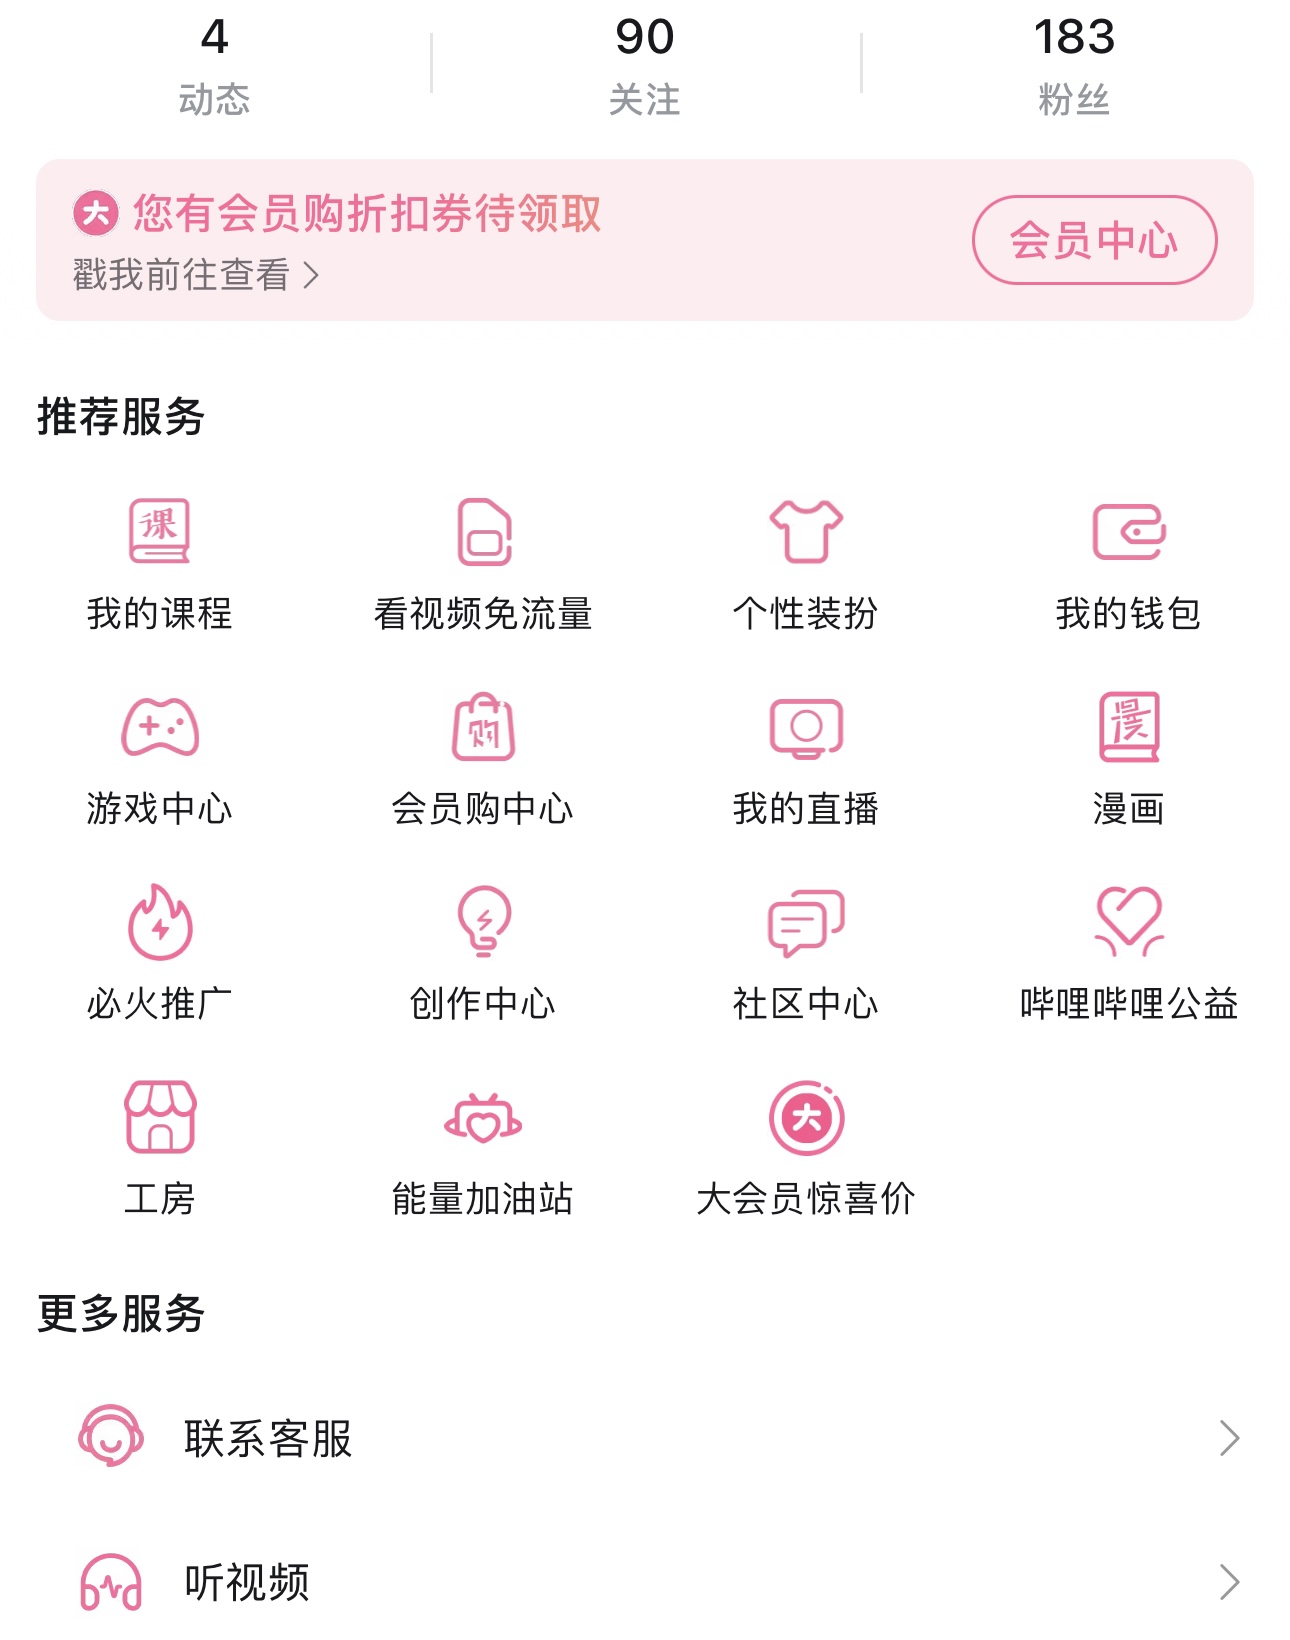 4
90
183
动态
关注
粉丝
大 您有会员购折扣券待领取
戳我前往查看
会员中心
推荐服务
课
我的课程
看视频免流量
个性装扮
我的钱包
购
漫
游戏中心
会员购中心
我的直播
漫画
必火推广
创作中心
社区中心
哔哩哔哩公益
大
工房
能量加油站
大会员惊喜价
更多服务
联系客服
听视频